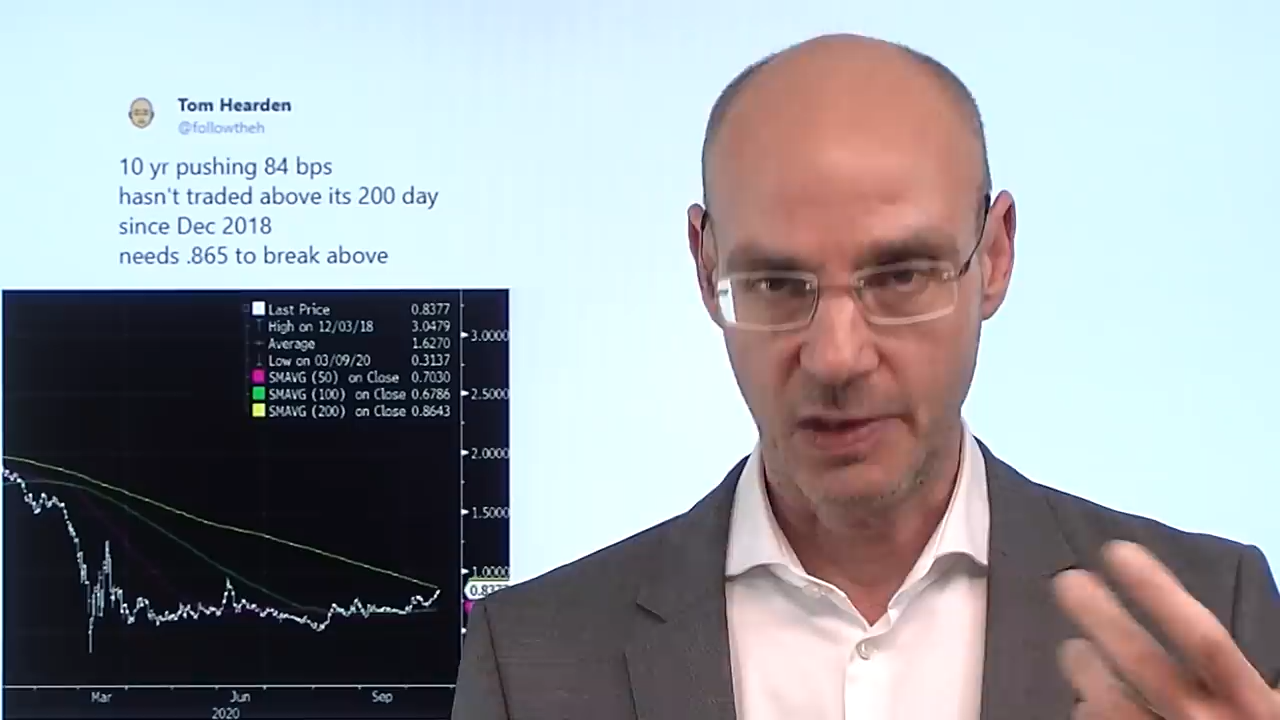 Tom Hearden
@followtheh
10 yr pushing 84 bps
hasn't traded above its 200 day
since Dec 2018
needs .865 to break above
Last Price 0.8377
High on 12/03/18 3.0479
Average 1.6270
Low on 03/09/20 0.3137
SMAVG (50) on Close 0.7030
SMAVG (100) on Close 0.6786
SMAVG (200) on Close 0.8643
3.0000
2.5000
2.0000
1.5000
1.0000
0.8377
Mar Jun Sep
2020